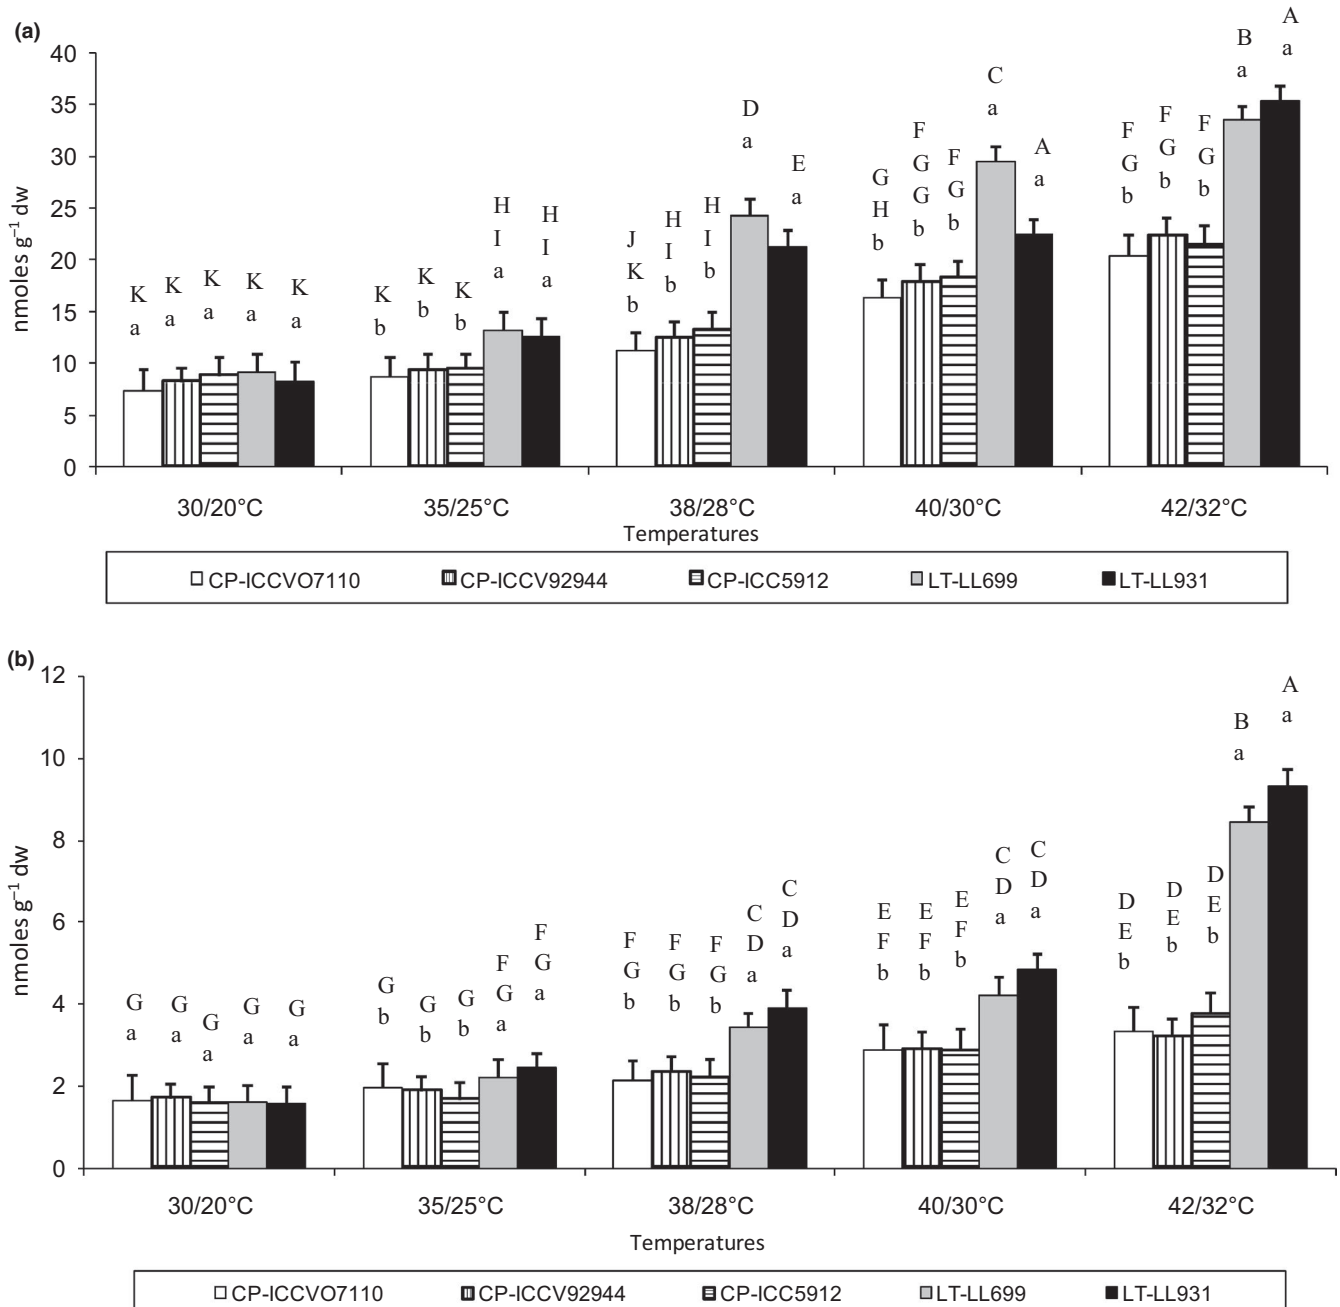 (a)
40
35
30
25
20
15
10
5
0
nmoles g⁻¹ dw
K K K K K
a a a a a
K K K H H
I I
b b b a a
J H H D E
K I I
b b b a a
G F F C A
H G G
G
b b b a a
F F F B A
G G G
b b b a a
30/20°C 35/25°C 38/28°C 40/30°C 42/32°C
Temperatures
CP-ICCVO7110 CP-ICCV92944 CP-ICC5912 LT-LL699 LT-LL931
(b)
12
10
8
6
4
2
0
nmoles g⁻¹ dw
G G G G G
a a a a a
G G G F F
G G
b b b a a
F F F C C
G G G D D
b b b a a
E E E C C
F F F D D
b b b a a
D D D B A
E E E
b b b a a
30/20°C 35/25°C 38/28°C 40/30°C 42/32°C
Temperatures
CP-ICCVO7110 CP-ICCV92944 CP-ICC5912 LT-LL699 LT-LL931